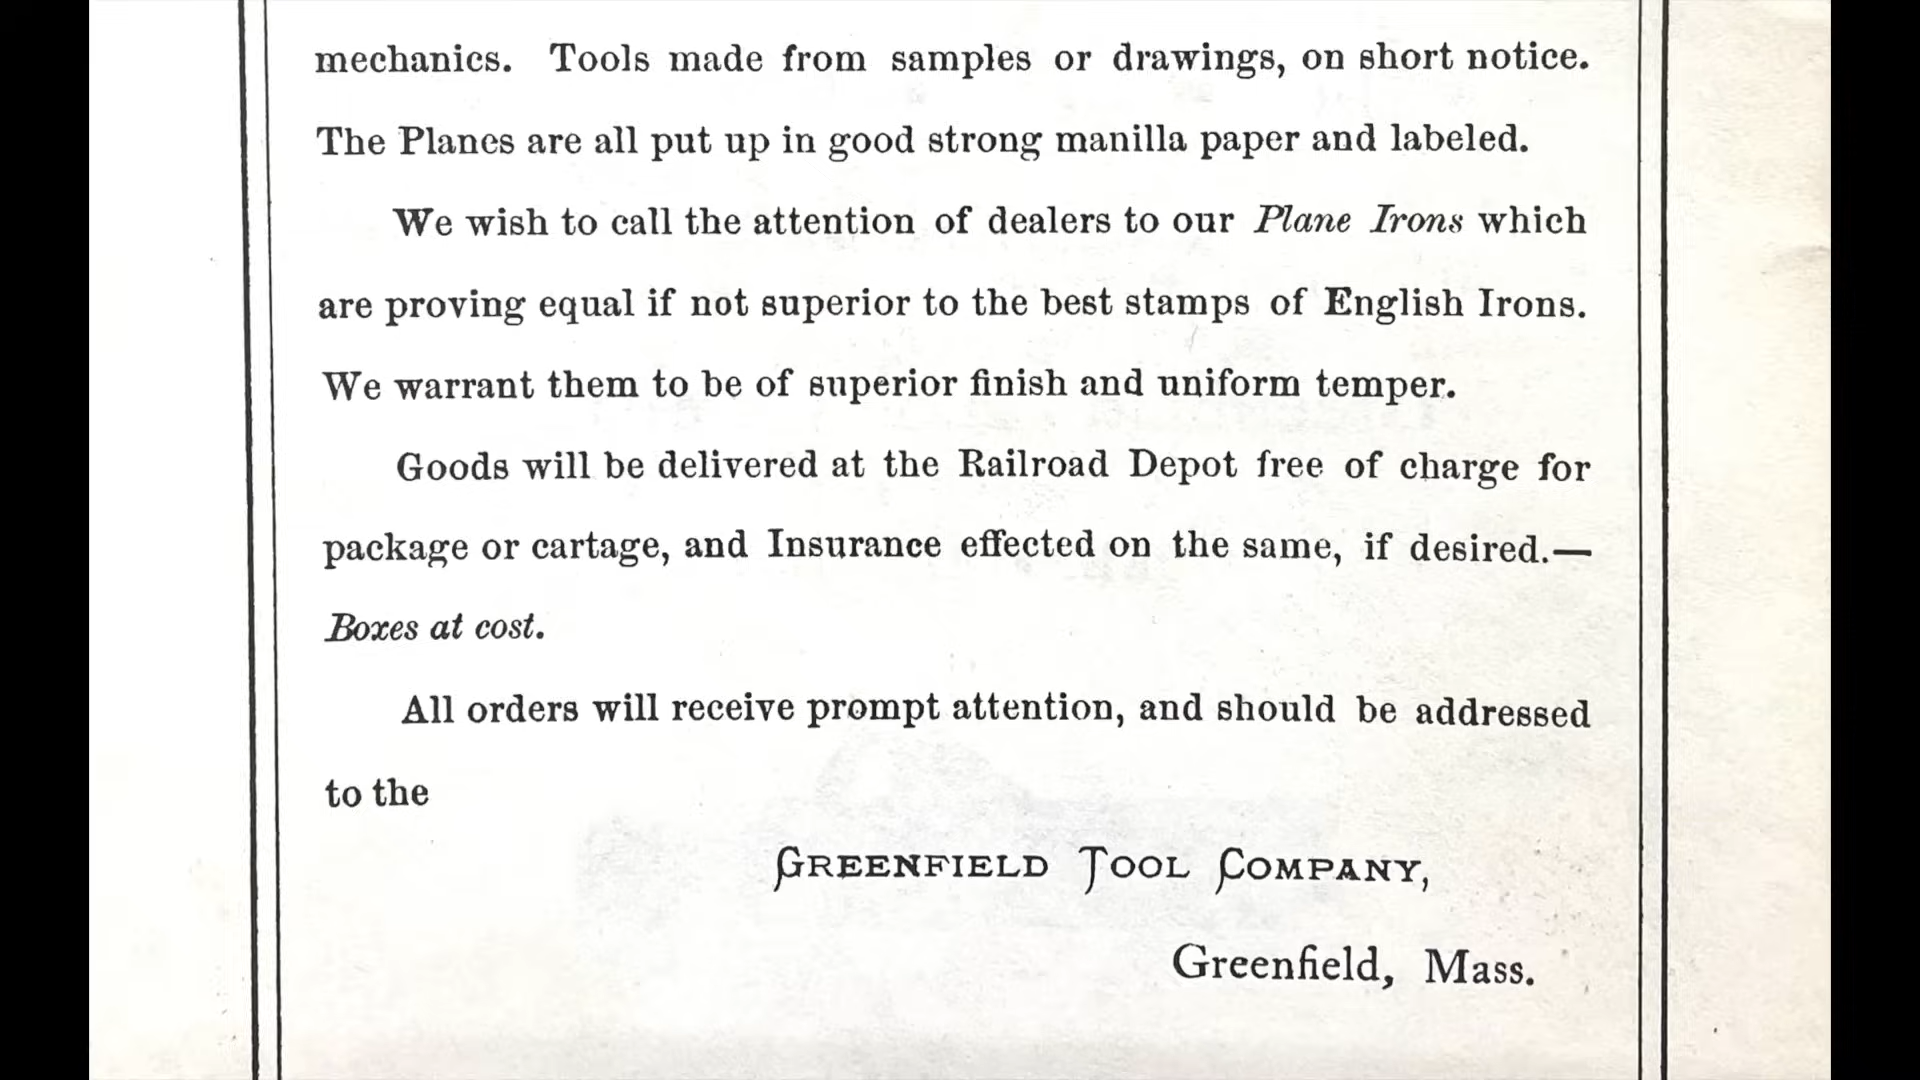 mechanics. Tools made from samples or drawings, on short notice.
The Planes are all put up in good strong manilla paper and labeled.
We wish to call the attention of dealers to our Plane Irons which
are proving equal if not superior to the best stamps of English Irons.
We warrant them to be of superior finish and uniform temper.
Goods will be delivered at the Railroad Depot free of charge for
package or cartage, and Insurance effected on the same, if desired.—
Boxes at cost.
All orders will receive prompt attention, and should be addressed
to the
Greenfield Tool Company,
Greenfield, Mass.